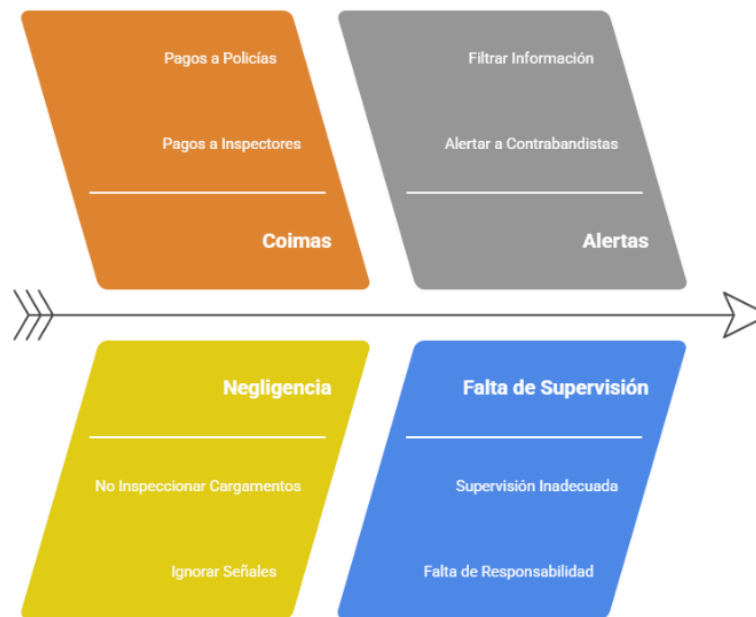 Pagos a Policías
Pagos a Inspectores
Coimas
Filtrar Información
Alertar a Contrabandistas
Alertas
Negligencia
No Inspeccionar Cargamentos
Ignorar Señales
Falta de Supervisión
Supervisión Inadecuada
Falta de Responsabilidad